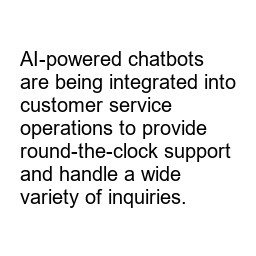 AI-powered chatbots
are being integrated into
customer service
operations to provide
round-the-clock support
and handle a wide
variety of inquiries.